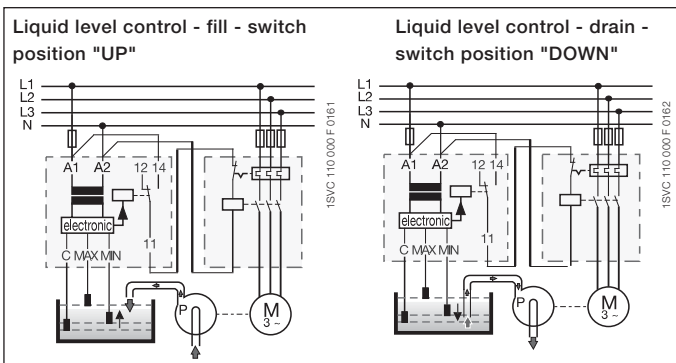 Liquid level control - fill - switch
position "UP"
L1
L2
L3
N
A1 A2 12 14
electronic
11
C MAX MIN
P
M
3 ~
1SVC 110 000 F 0161
Liquid level control - drain -
switch position "DOWN"
L1
L2
L3
N
A1 A2 12 14
electronic
11
C MAX MIN
P
M
3 ~
1SVC 110 000 F 0162